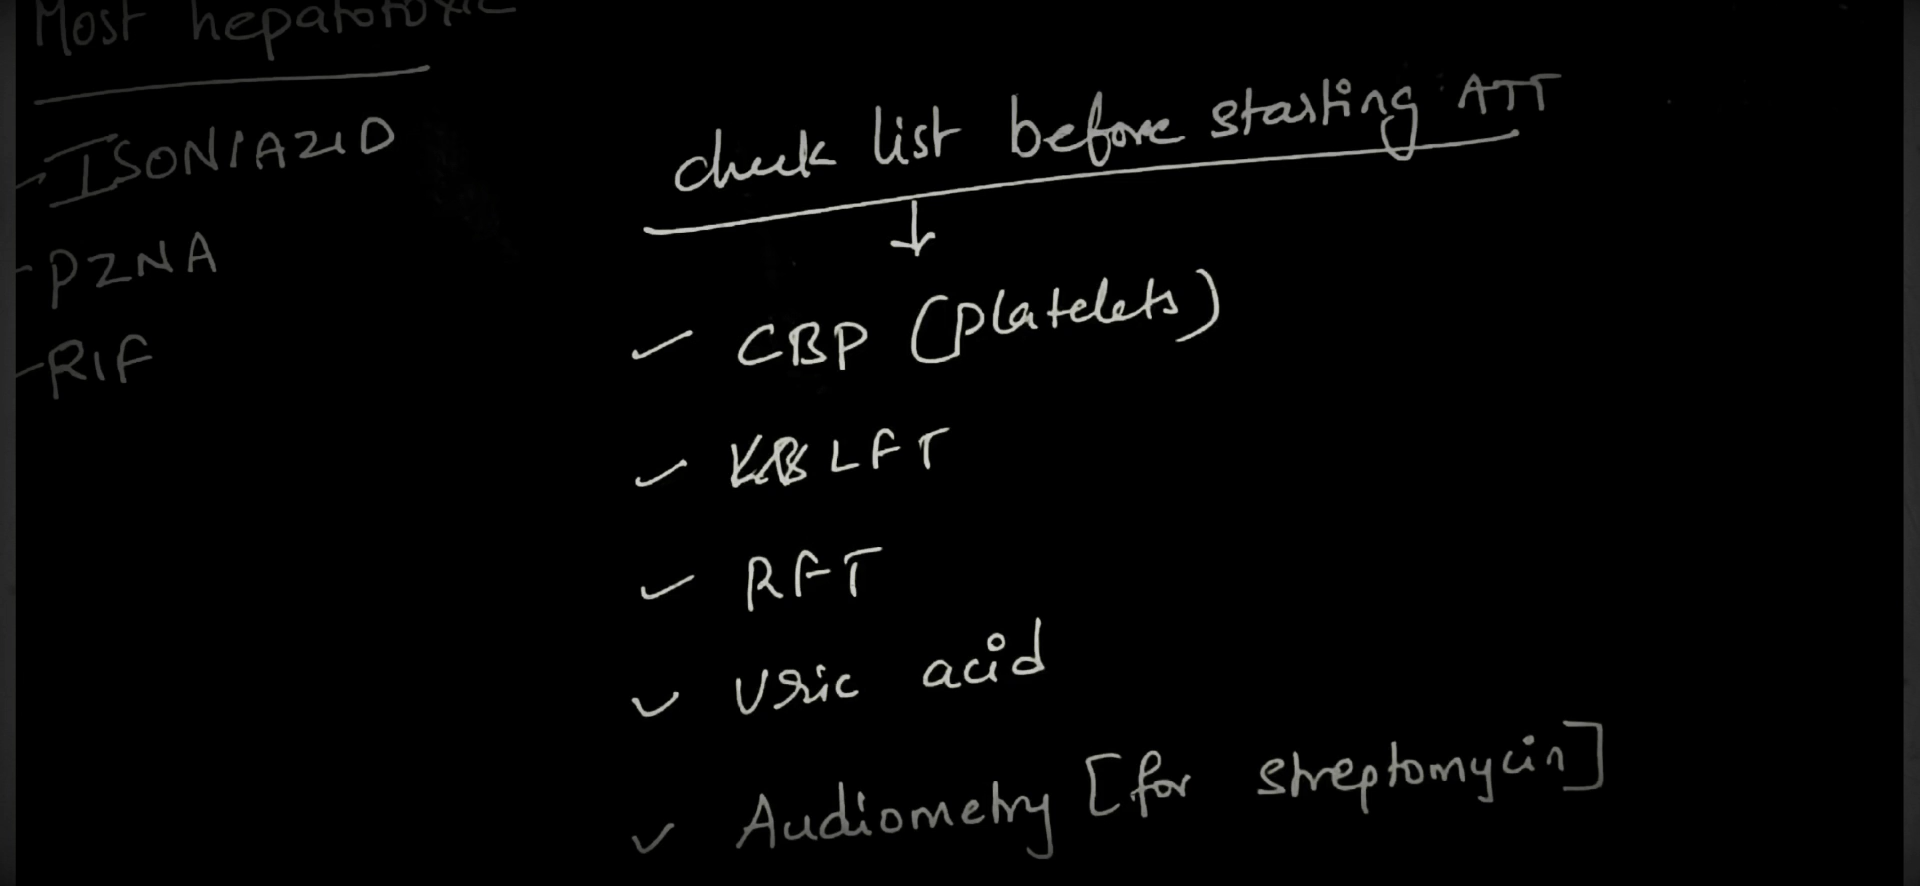 Most hepatotoxic
- ISONIAZID
- PZNA
- RIF
check list before starting ATT
✓ CBP (platelets)
✓ LFT
✓ RFT
✓ Uric acid
✓ Audiometry [for streptomycin]